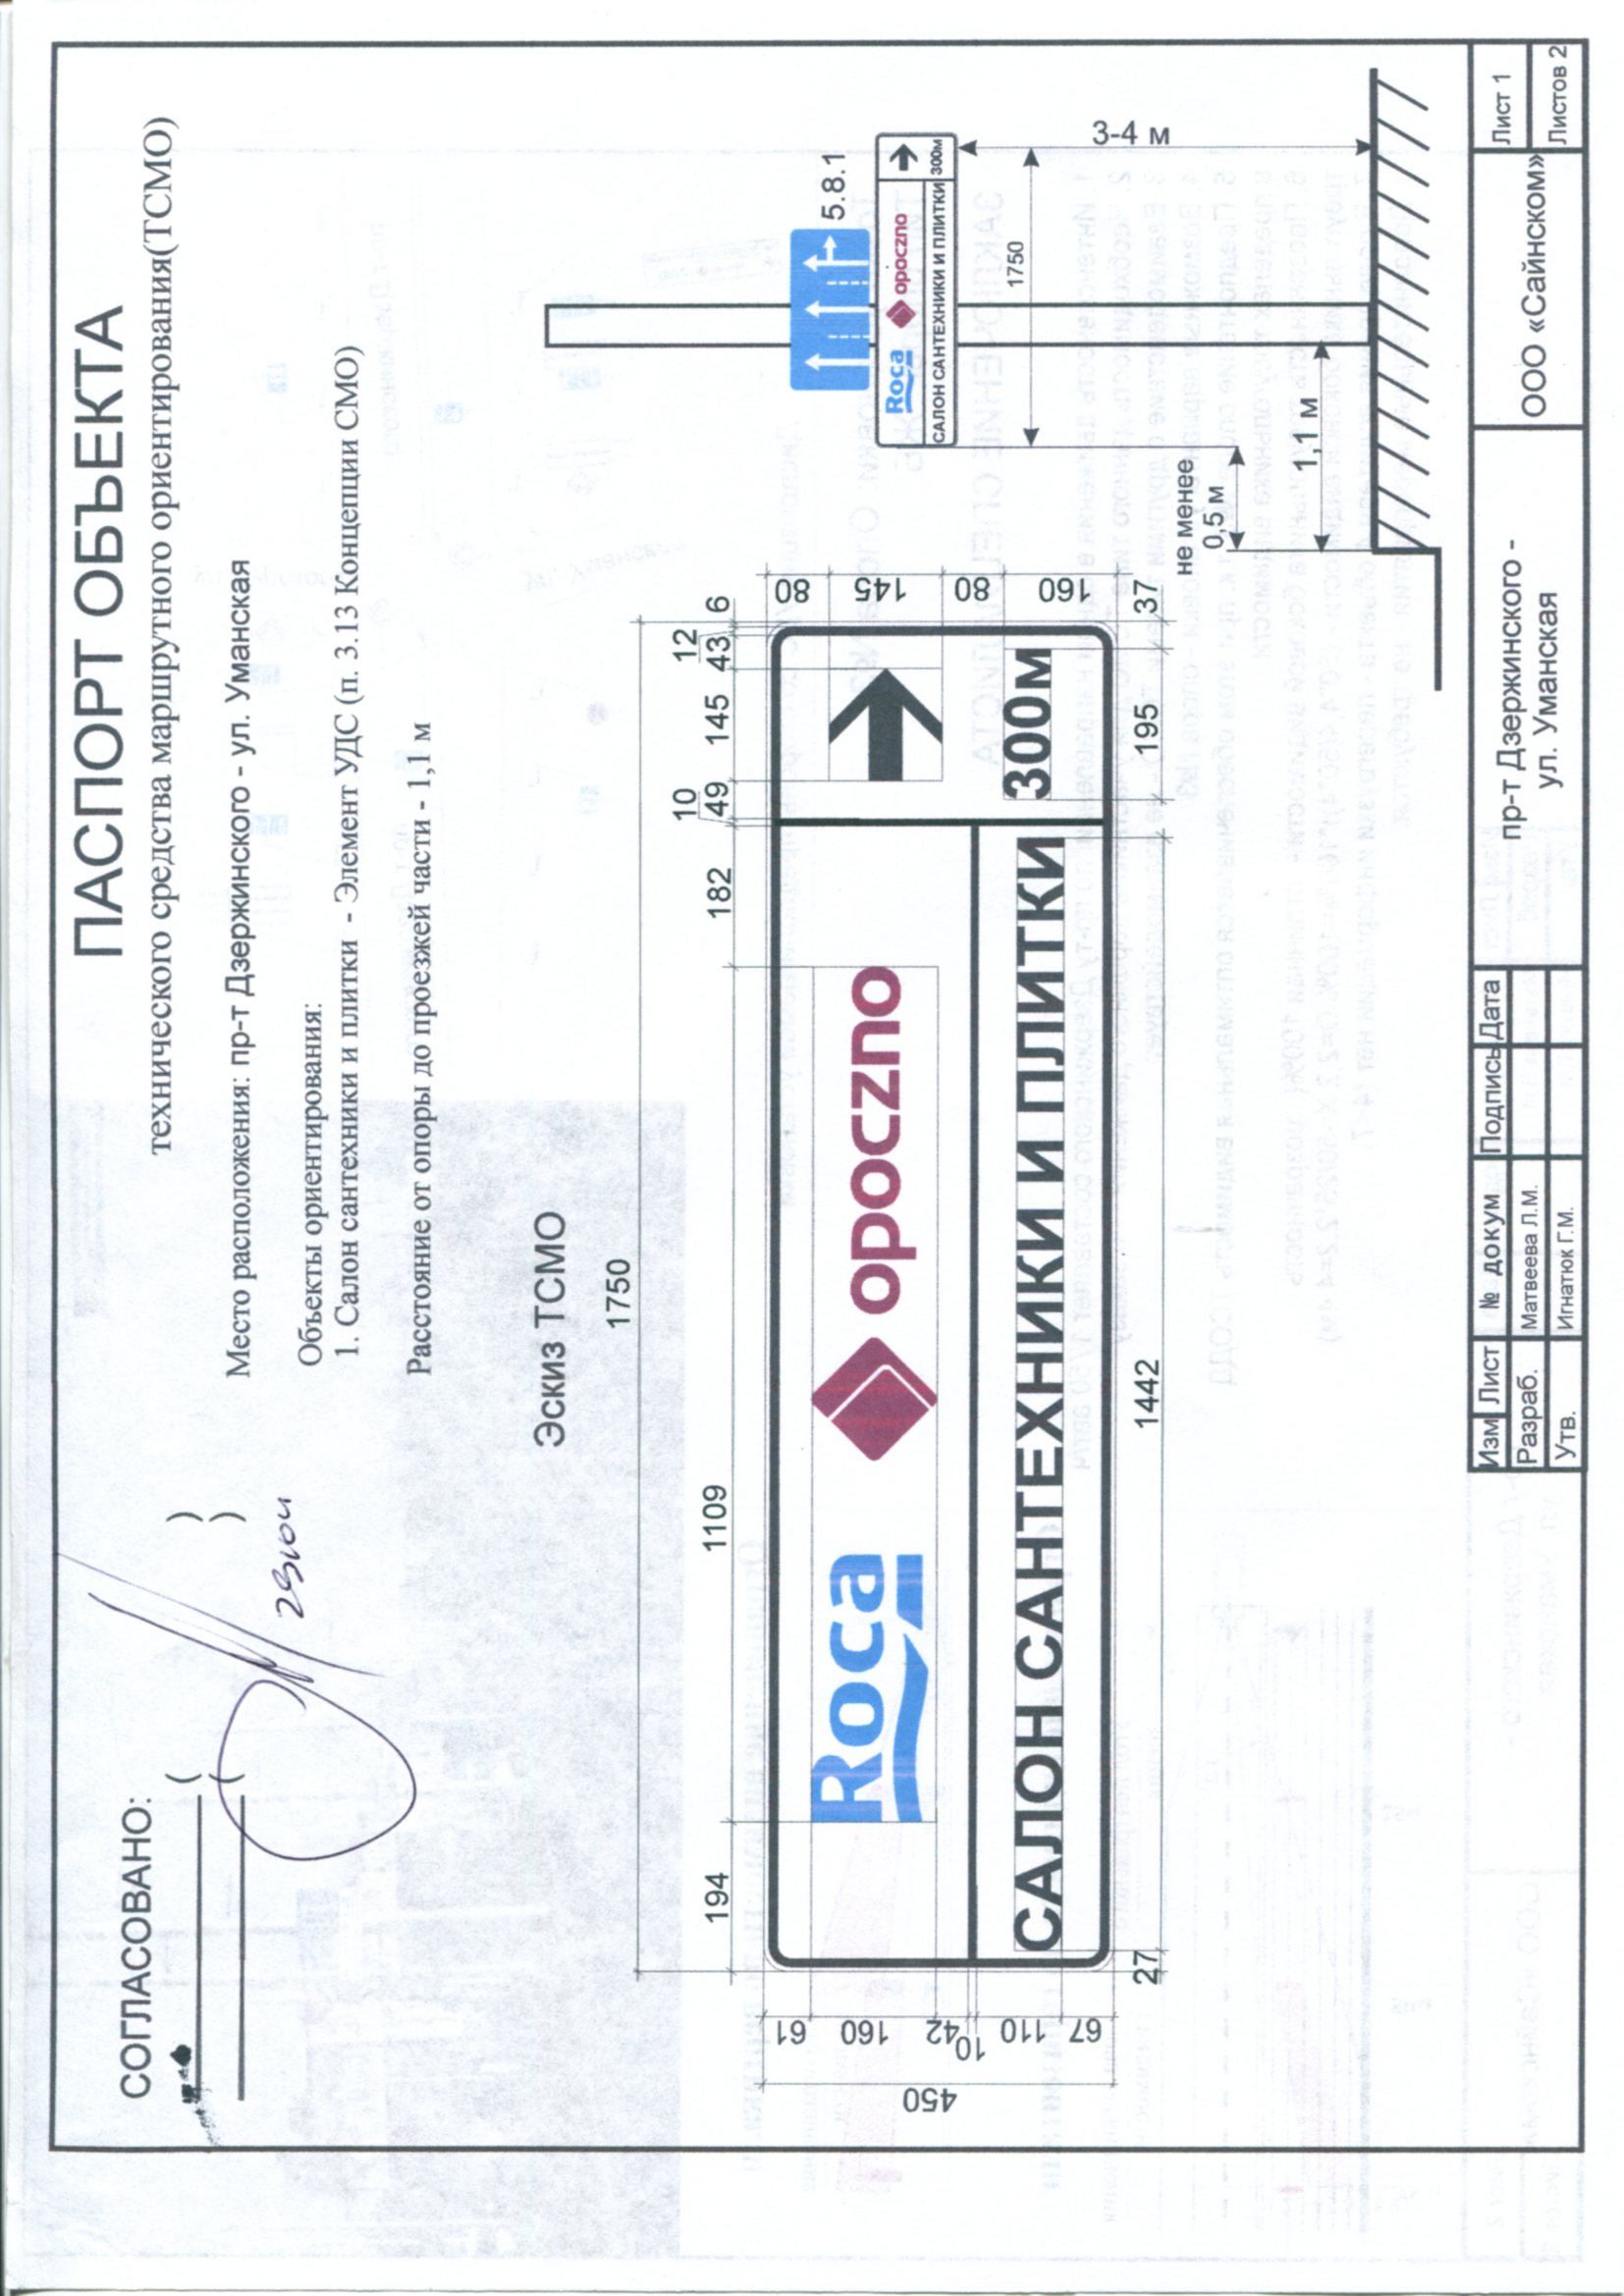 СОГЛАСОВАНО:
( )
( )
ПАСПОРТ ОБЪЕКТА
технического средства маршрутного ориентирования(ТСМО)
Место расположения: пр-т Дзержинского - ул. Уманская
Объекты ориентирования:
1. Салон сантехники и плитки - Элемент УДС (п. 3.13 Концепции СМО)
Расстояние от опоры до проезжей части - 1,1 м
Эскиз ТСМО
1750
194
1109
182
10
49
145
12
43
6
450
61
160
42
10
110
67
Roca
opoczno
САЛОН САНТЕХНИКИ И ПЛИТКИ
300м
80
145
80
160
27
1442
195
37
5.8.1
Roca
opoczno
САЛОН САНТЕХНИКИ И ПЛИТКИ
300м
1750
3-4 м
не менее
0,5 м
1,1 м
Изм Лист № докум Подпись Дата
Разраб. Матвеева Л.М.
Утв. Игнатюк Г.М.
пр-т Дзержинского -
ул. Уманская
ООО «Сайнском»
Лист 1
Листов 2